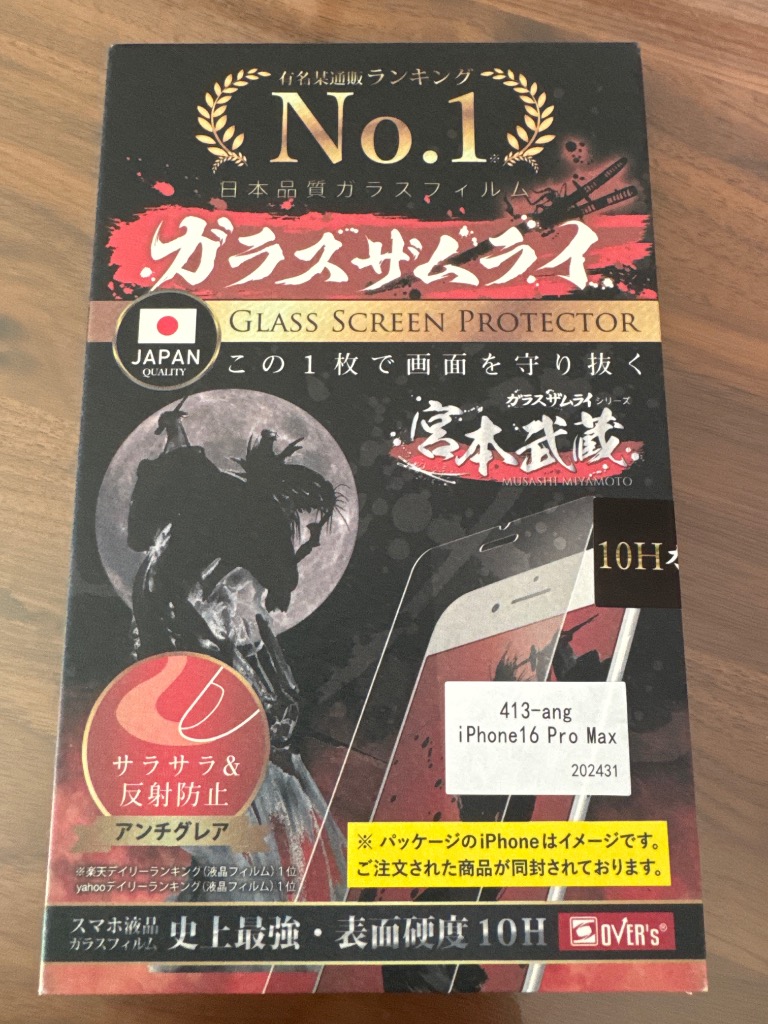 有名某通販ランキング
No.1※
日本品質ガラスフィルム
ガラスザムライ
JAPAN
QUALITY
GLASS SCREEN PROTECTOR
この1枚で画面を守り抜く
ガラスザムライシリーズ
宮本武蔵
MUSASHI MIYAMOTO
10H
413-ang
iPhone16 Pro Max
202431
サラサラ&
反射防止
アンチグレア
※ パッケージのiPhoneはイメージです。
ご注文された商品が同封されております。
※楽天デイリーランキング(液晶フィルム)1位
yahooデイリーランキング(液晶フィルム)1位
スマホ液晶
ガラスフィルム
史上最強・表面硬度10H
OVER's®